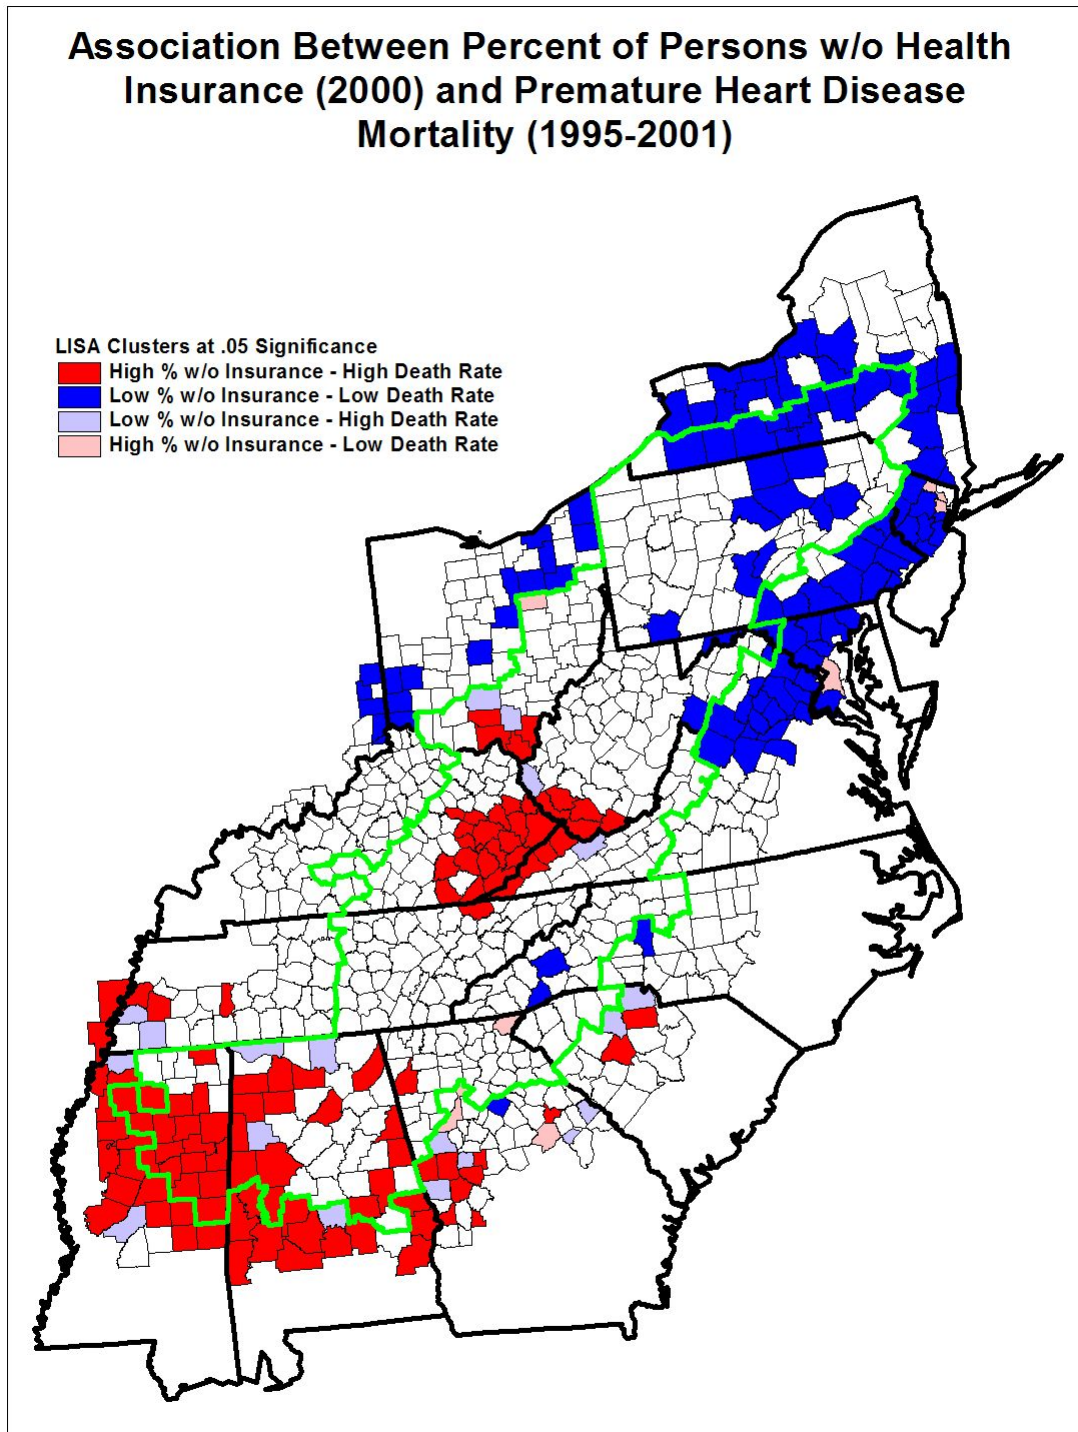 Association Between Percent of Persons w/o Health
Insurance (2000) and Premature Heart Disease
Mortality (1995-2001)
LISA Clusters at .05 Significance
High % w/o Insurance - High Death Rate
Low % w/o Insurance - Low Death Rate
Low % w/o Insurance - High Death Rate
High % w/o Insurance - Low Death Rate